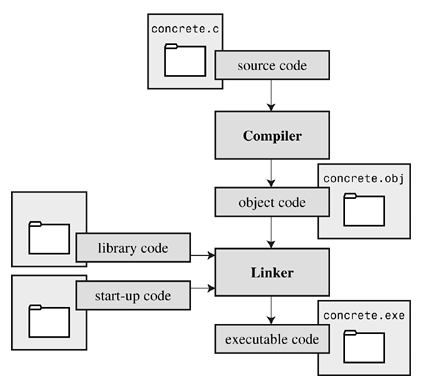 concrete.c
source code
Compiler
concrete.obj
object code
library code
Linker
start-up code
concrete.exe
executable code